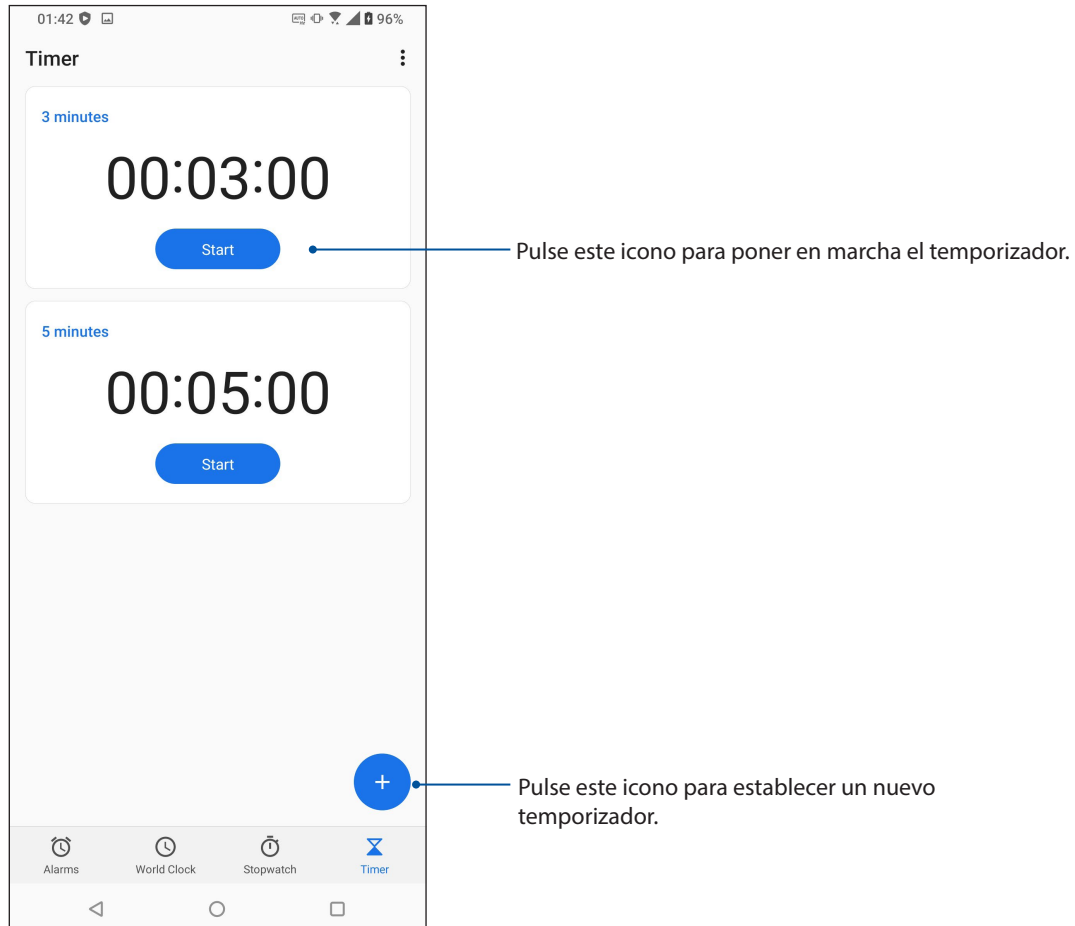 01:42 96%
Timer
3 minutes
00:03:00
Start
Pulse este icono para poner en marcha el temporizador.
5 minutes
00:05:00
Start
+
Pulse este icono para establecer un nuevo
temporizador.
Alarms World Clock Stopwatch Timer